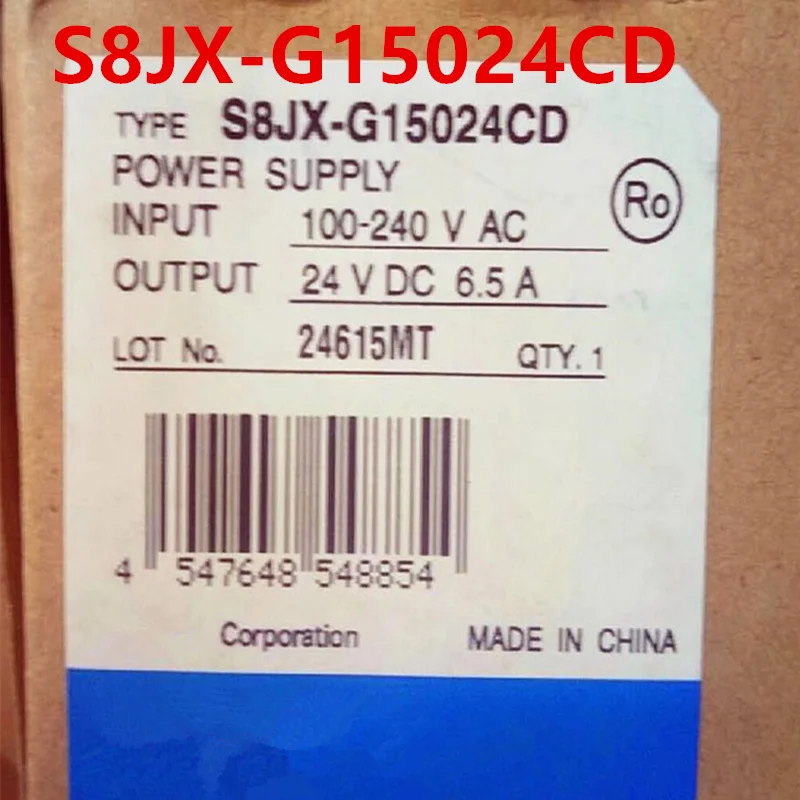 S8JX-G15024CD
TYPE S8JX-G15024CD
POWER SUPPLY
Ro
INPUT 100-240 V AC
OUTPUT 24 V DC 6.5 A
LOT No. 24615MT QTY. 1
4 547648 548854
Corporation MADE IN CHINA